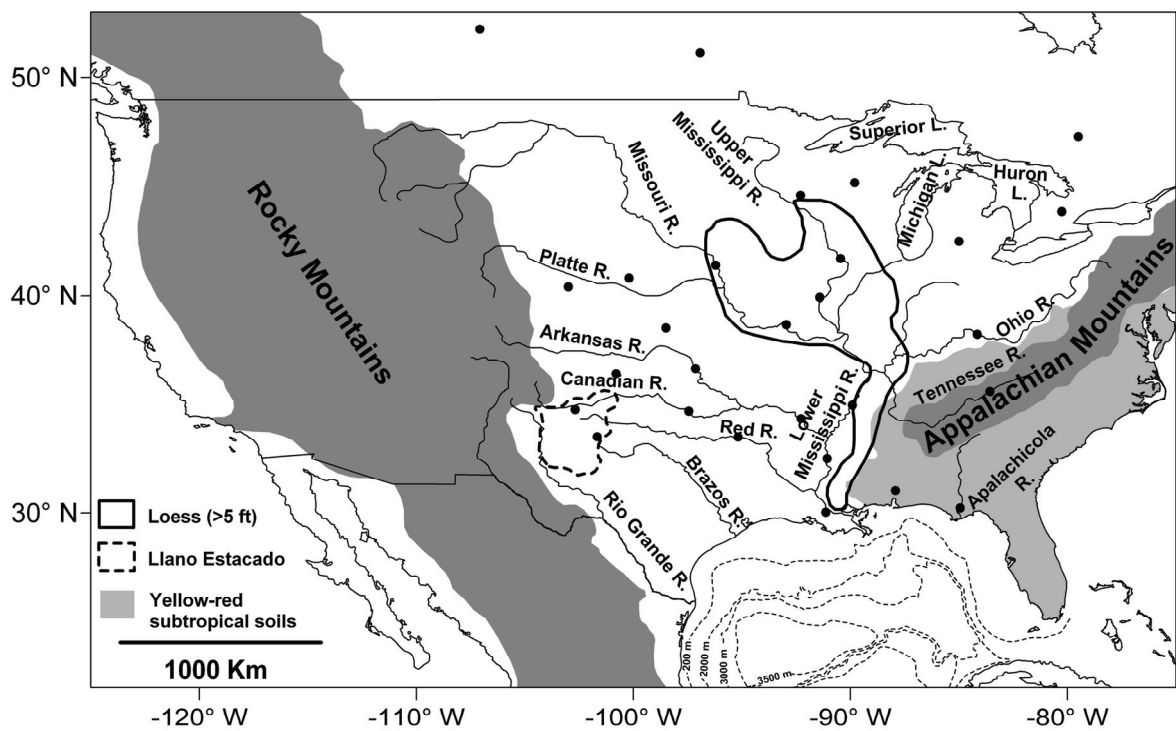 50° N
40° N
30° N
-120° W
-110° W
-100° W
-90° W
-80° W
Rocky Mountains
Missouri R.
Upper
Mississippi R.
Superior L.
Michigan L.
Huron
L.
Platte R.
Arkansas R.
Canadian R.
Red R.
Lower
Mississippi R.
Brazos R.
Rio Grande R.
Ohio R.
Tennessee R.
Appalachian Mountains
Apalachicola
R.
200 m
2000 m
3000 m
3500 m
Loess (>5 ft)
Llano Estacado
Yellow-red
subtropical soils
1000 Km